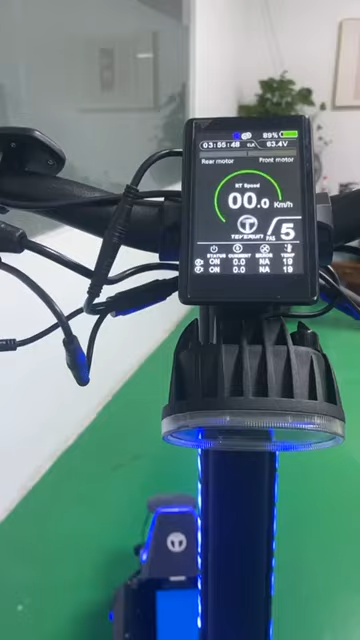 89%
03:55:48 TLR 63.4V
Rear motor Front motor
RT Speed
00.0 Km/h
TEVERUN PAS 5
STATUS CURRENT ERROR TEMP
ON 0.0 NA 19
ON 0.0 NA 19